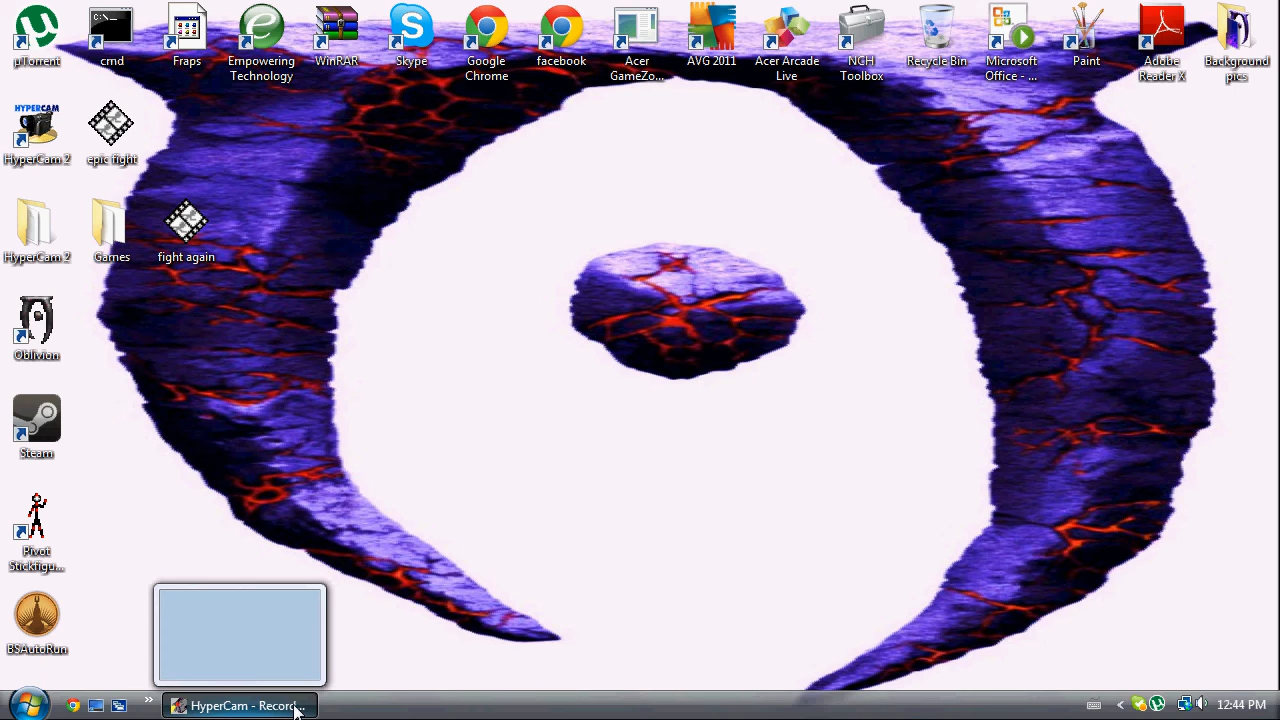 µTorrent
cmd
Fraps
Empowering
Technology
WinRAR
Skype
Google
Chrome
facebook
Acer
GameZo...
AVG 2011
Acer Arcade
Live
NCH
Toolbox
Recycle Bin
Microsoft
Office - ...
Paint
Adobe
Reader X
Background
pics
C:\_
HYPERCAM
HyperCam 2
epic fight
HyperCam 2
Games
fight again
Oblivion
Steam
Pivot
Stickfigu...
BSAutoRun
HyperCam - Record...
12:44 PM